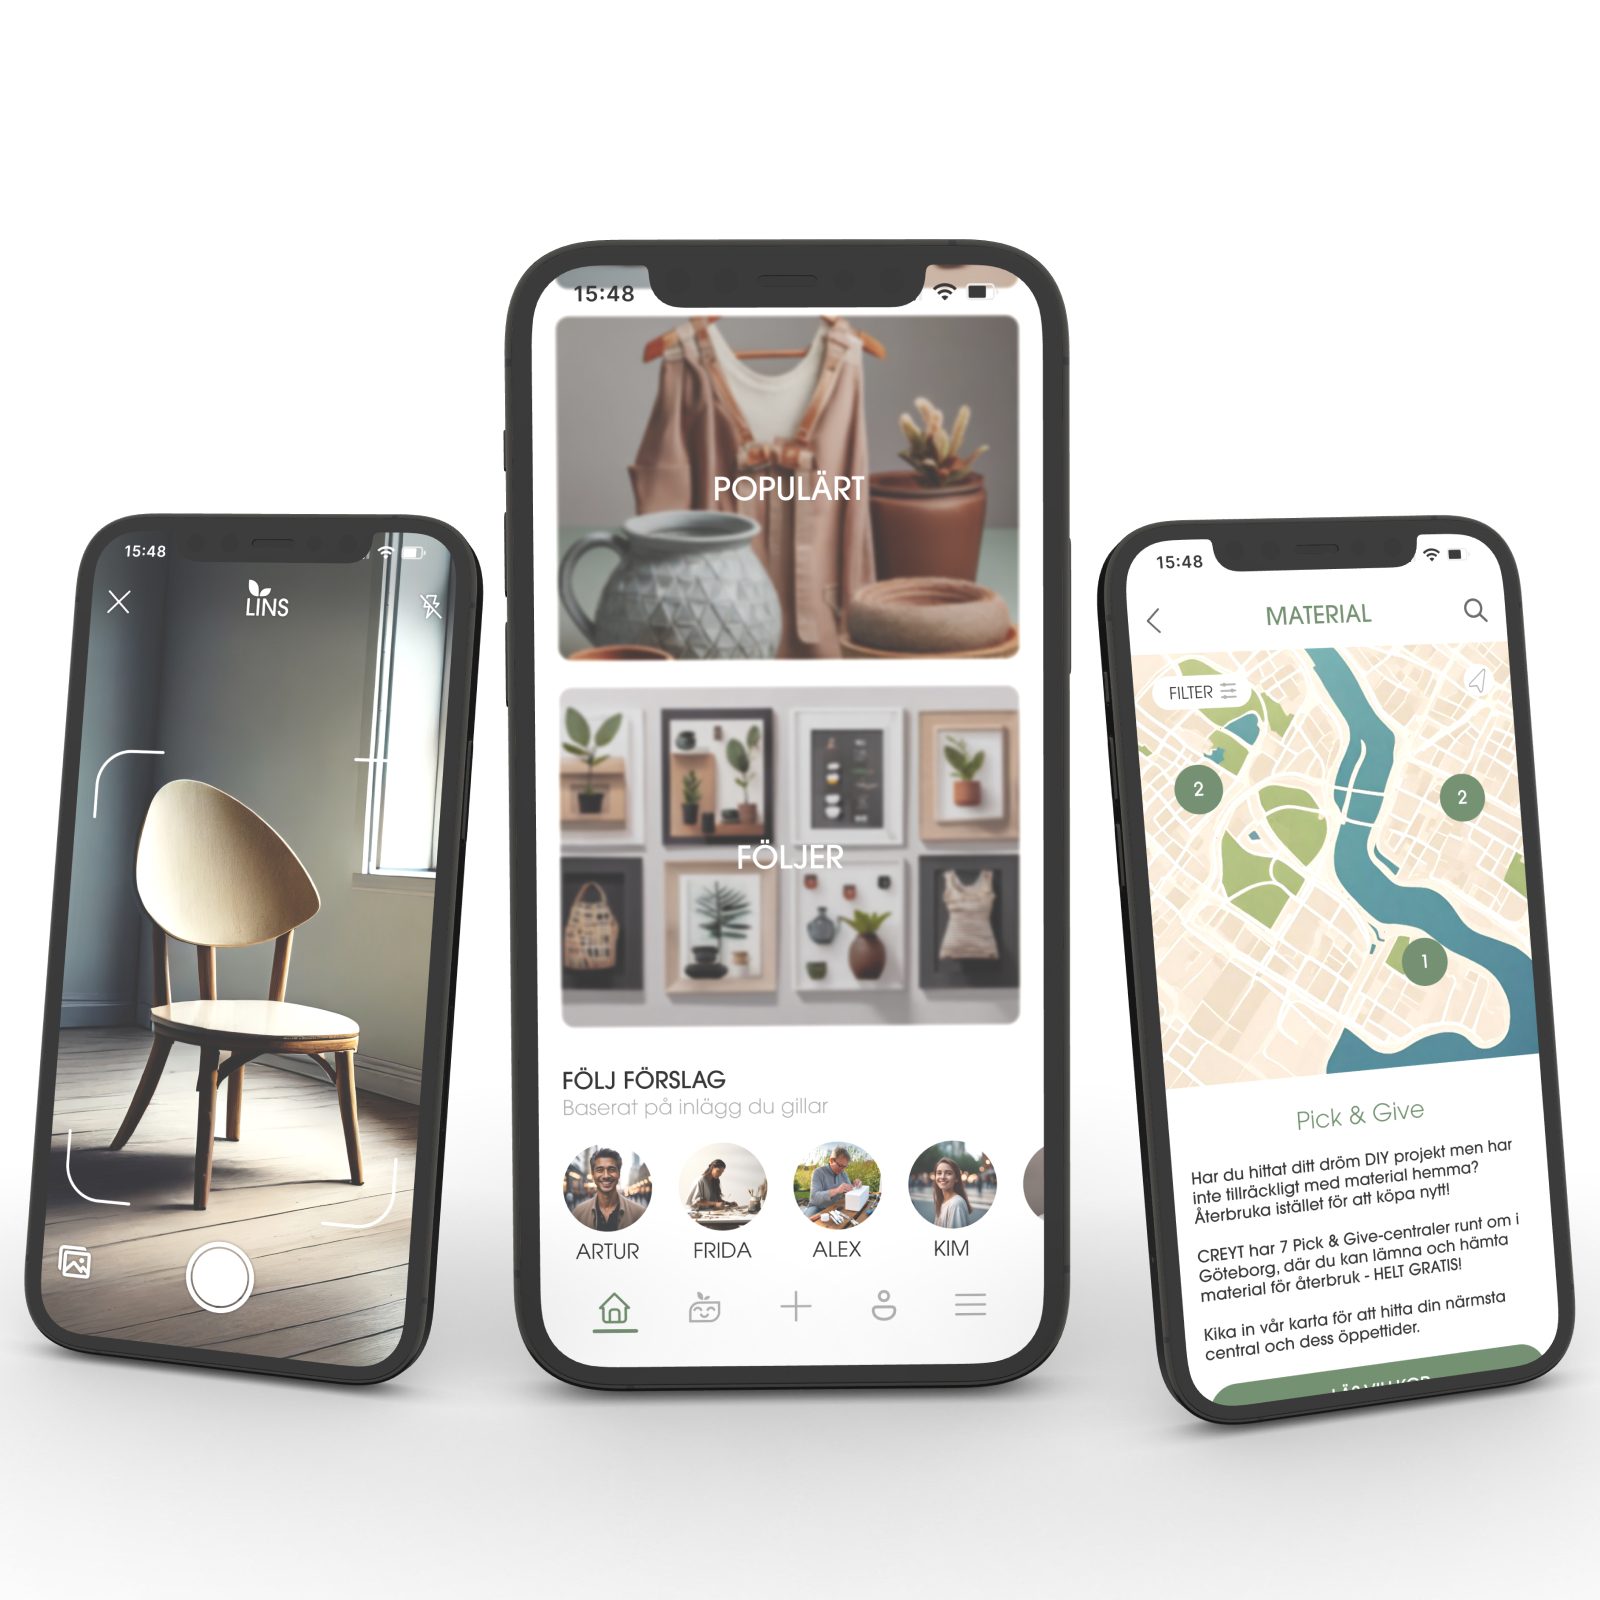 15:48
LINS
15:48
POPULÄRT
FÖLJER
FÖLJ FÖRSLAG
Baserat på inlägg du gillar
ARTUR
FRIDA
ALEX
KIM
15:48
MATERIAL
FILTER
2
2
1
Pick & Give
Har du hittat ditt dröm DIY projekt men har
inte tillräckligt med material hemma?
Återbruka istället för att köpa nytt!
CREYT har 7 Pick & Give-centraler runt om i
Göteborg, där du kan lämna och hämta
material för återbruk - HELT GRATIS!
Kika in vår karta för att hitta din närmsta
central och dess öppettider.
LÄS VILLKOR